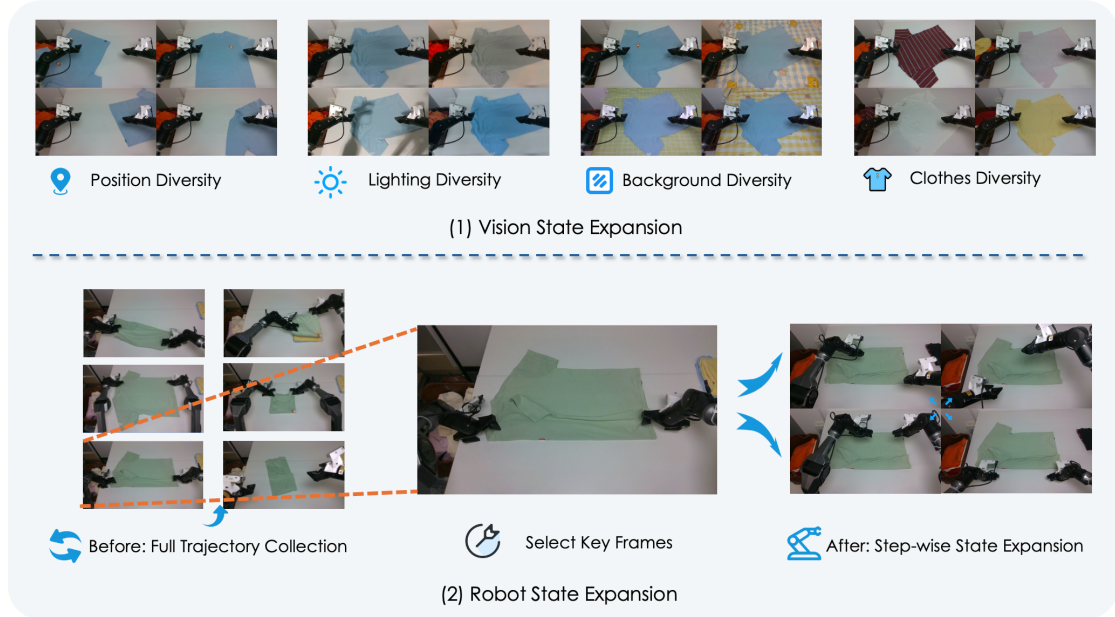 Position Diversity
Lighting Diversity
Background Diversity
Clothes Diversity
(1) Vision State Expansion
Before: Full Trajectory Collection
Select Key Frames
After: Step-wise State Expansion
(2) Robot State Expansion